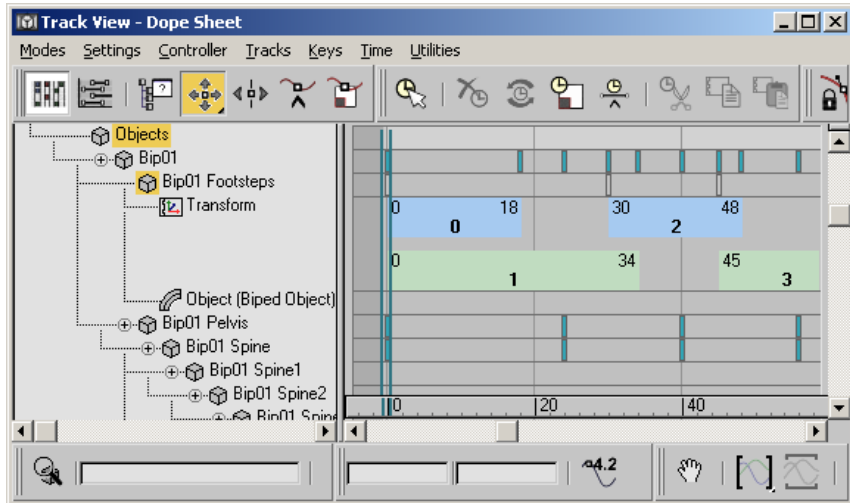 Track View - Dope Sheet
Modes Settings Controller Tracks Keys Time Utilities
?
Objects
Bip01
Bip01 Footsteps
Transform
0 18 30 48
0 2
0 34 45
1 3
Object (Biped Object)
Bip01 Pelvis
Bip01 Spine
Bip01 Spine1
Bip01 Spine2
Bip01 Spine
0 20 40
4.2